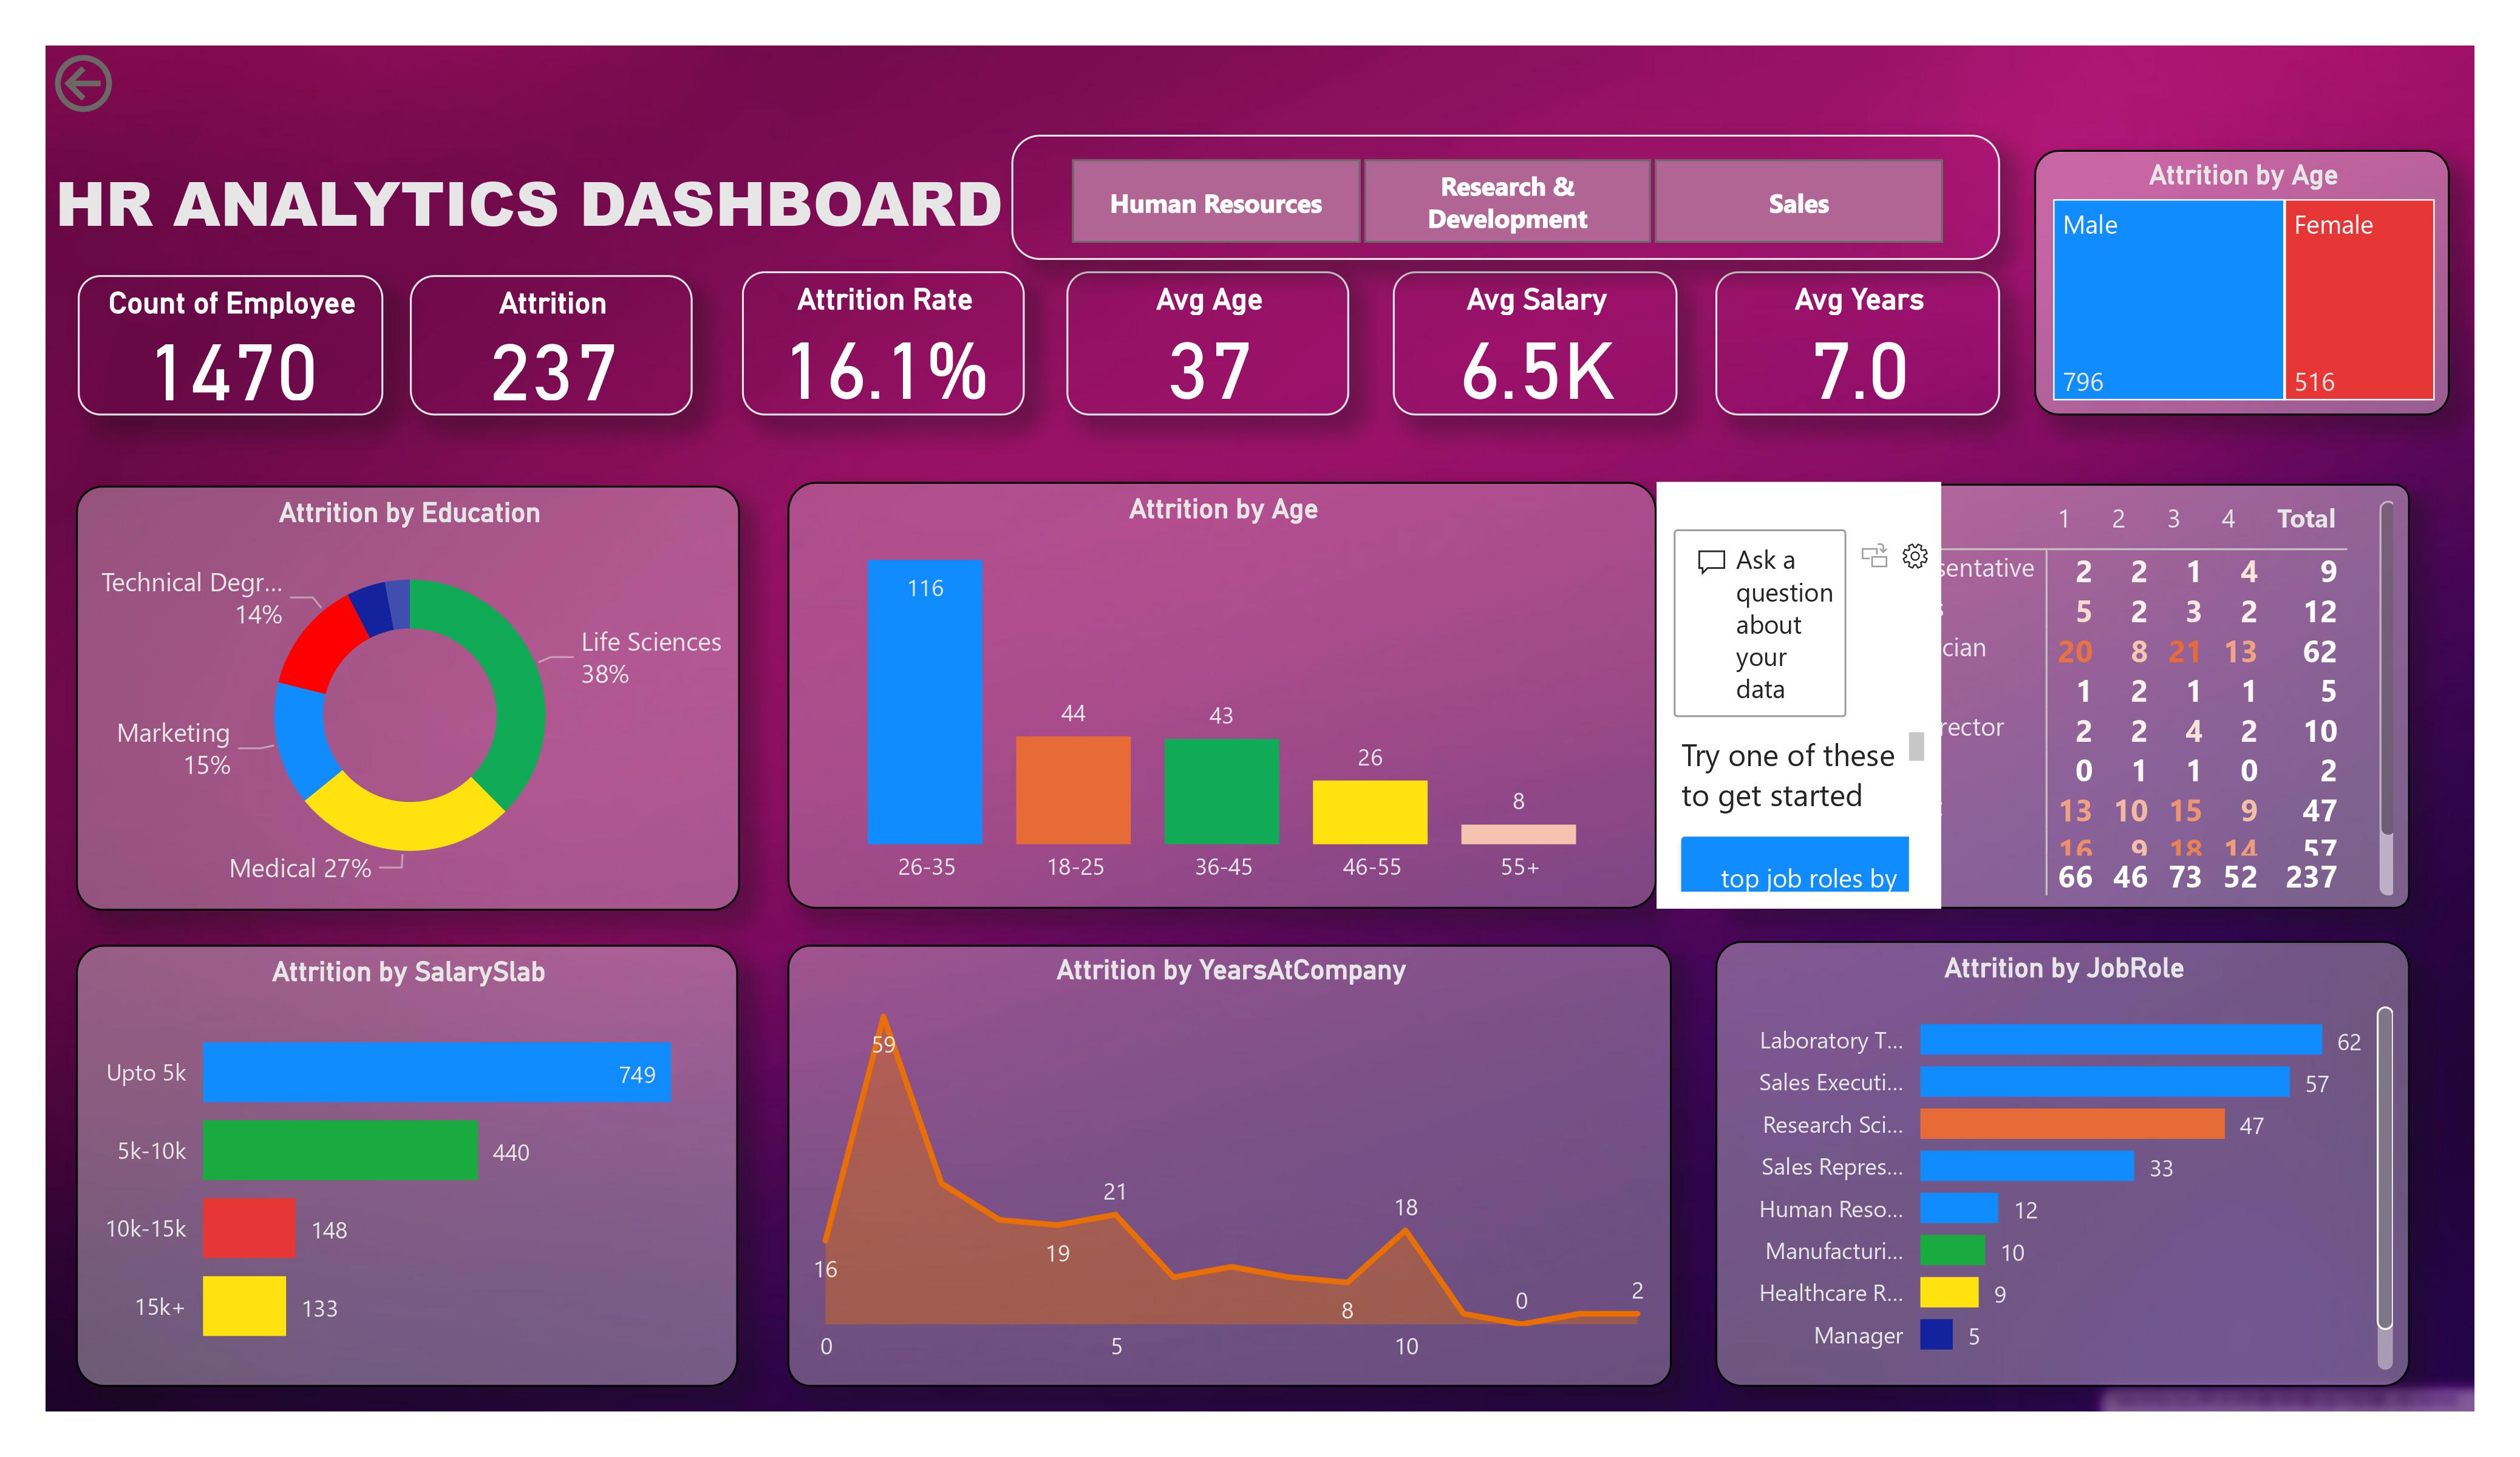 HR ANALYTICS DASHBOARD
Human Resources
Research &
Development
Sales
Attrition by Age
Male
796
Female
516
Count of Employee
1470
Attrition
237
Attrition Rate
16.1%
Avg Age
37
Avg Salary
6.5K
Avg Years
7.0
Attrition by Education
Technical Degr...
14%
Life Sciences
38%
Marketing
15%
Medical 27%
Attrition by Age
116
44
43
26
8
26-35
18-25
36-45
46-55
55+
Ask a
question
about
your
data
Try one of these
to get started
top job roles by
1 2 3 4 Total
sentative 2 2 1 4 9
s 5 2 3 2 12
cian 20 8 21 13 62
1 2 1 1 5
rector 2 2 4 2 10
0 1 1 0 2
13 10 15 9 47
16 9 18 14 57
66 46 73 52 237
Attrition by SalarySlab
Upto 5k 749
5k-10k 440
10k-15k 148
15k+ 133
Attrition by YearsAtCompany
59
16
19
21
8
18
0
2
0 5 10
Attrition by JobRole
Laboratory T... 62
Sales Executi... 57
Research Sci... 47
Sales Repres... 33
Human Reso... 12
Manufacturi... 10
Healthcare R... 9
Manager 5